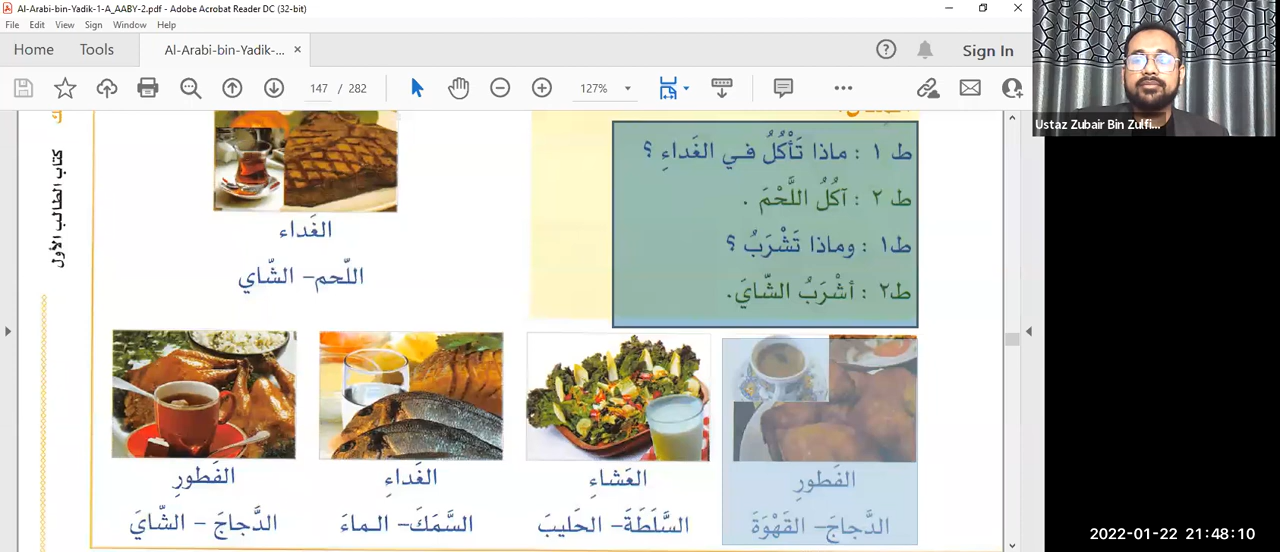 Al-Arabi-bin-Yadik-1-A_AABY-2.pdf - Adobe Acrobat Reader DC (32-bit)
File Edit View Sign Window Help
Home Tools Al-Arabi-bin-Yadik-... Sign In
147 / 282 127%
Ustaz Zubair Bin Zulfi...
كتاب الطالب الأول
ط ١ : ماذا تَأْكُلُ في الغَداءِ ؟
ط ٢ : آكُلُ اللَّحْمَ .
ط١ : وماذا تَشْرَبُ ؟
ط٢ : أشْرَبُ الشّايَ.
الغَداء
اللّحم- الشّاي
الفَطورِ
الدَّجاجَ- القَهْوَةَ
العَشاءِ
السَّلَطَةَ- الحَليبَ
الغَداءِ
السَّمَكَ- الـماءَ
الفَطورِ
الدَّجاجَ - الشّايَ
2022-01-22 21:48:10